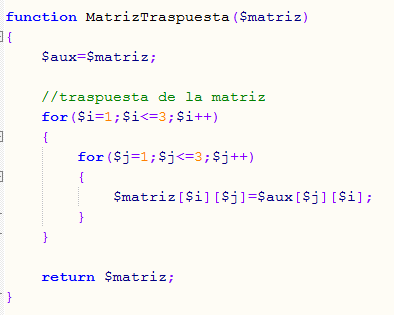 function MatrizTraspuesta($matriz)
{
$aux=$matriz;
//traspuesta de la matriz
for($i=1;$i<=3;$i++)
{
for($j=1;$j<=3;$j++)
{
$matriz[$i][$j]=$aux[$j][$i];
}
}
return $matriz;
}